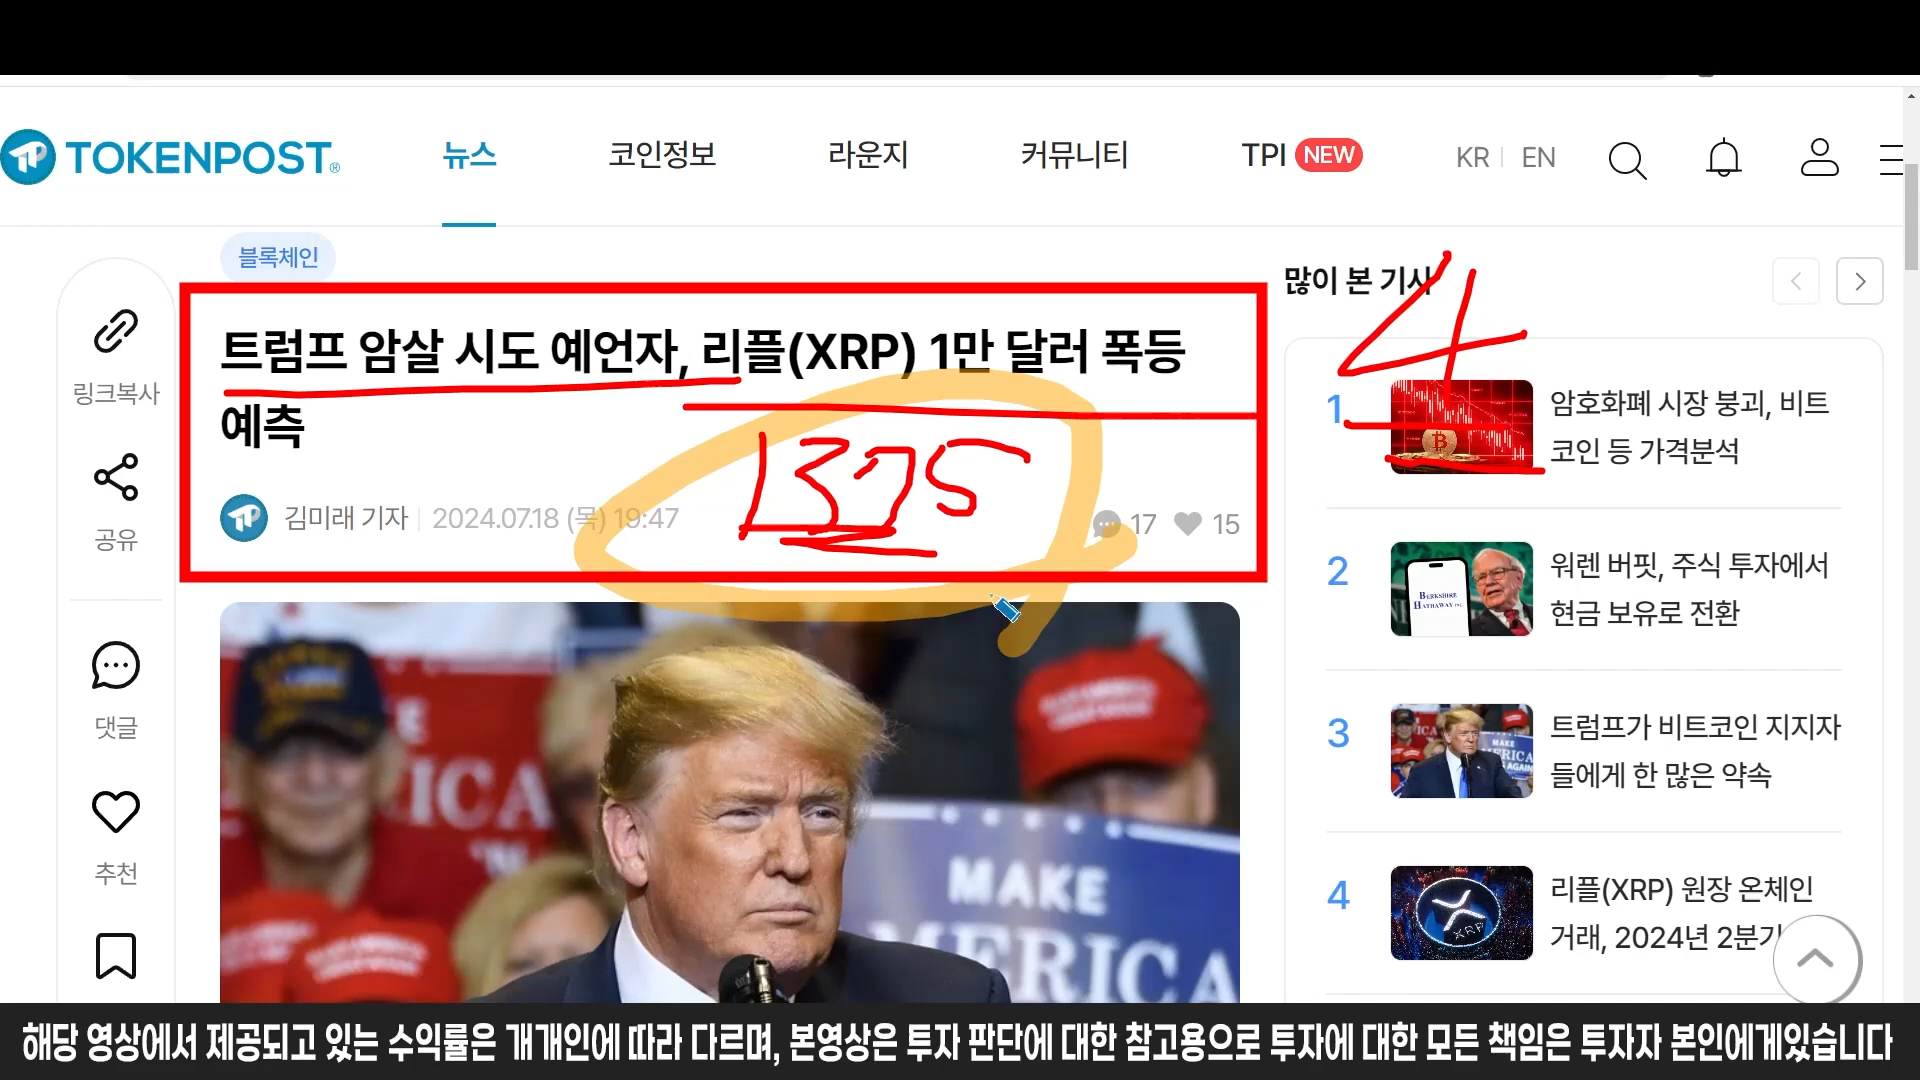 TOKENPOST®
뉴스
코인정보
라운지
커뮤니티
TPI NEW
KR | EN
블록체인
트럼프 암살 시도 예언자, 리플(XRP) 1만 달러 폭등
예측
김미래 기자 | 2024.07.18 (목) 19:47
17
15
1375
링크복사
공유
댓글
추천
많이 본 기사
4
1
암호화폐 시장 붕괴, 비트
코인 등 가격분석
2
BERKSHIRE
HATHAWAY INC.
워렌 버핏, 주식 투자에서
현금 보유로 전환
3
트럼프가 비트코인 지지자
들에게 한 많은 약속
4
XRP
리플(XRP) 원장 온체인
거래, 2024년 2분기
MAKE
AMERICA
해당 영상에서 제공되고 있는 수익률은 개개인에 따라 다르며, 본영상은 투자 판단에 대한 참고용으로 투자에 대한 모든 책임은 투자자 본인에게있습니다